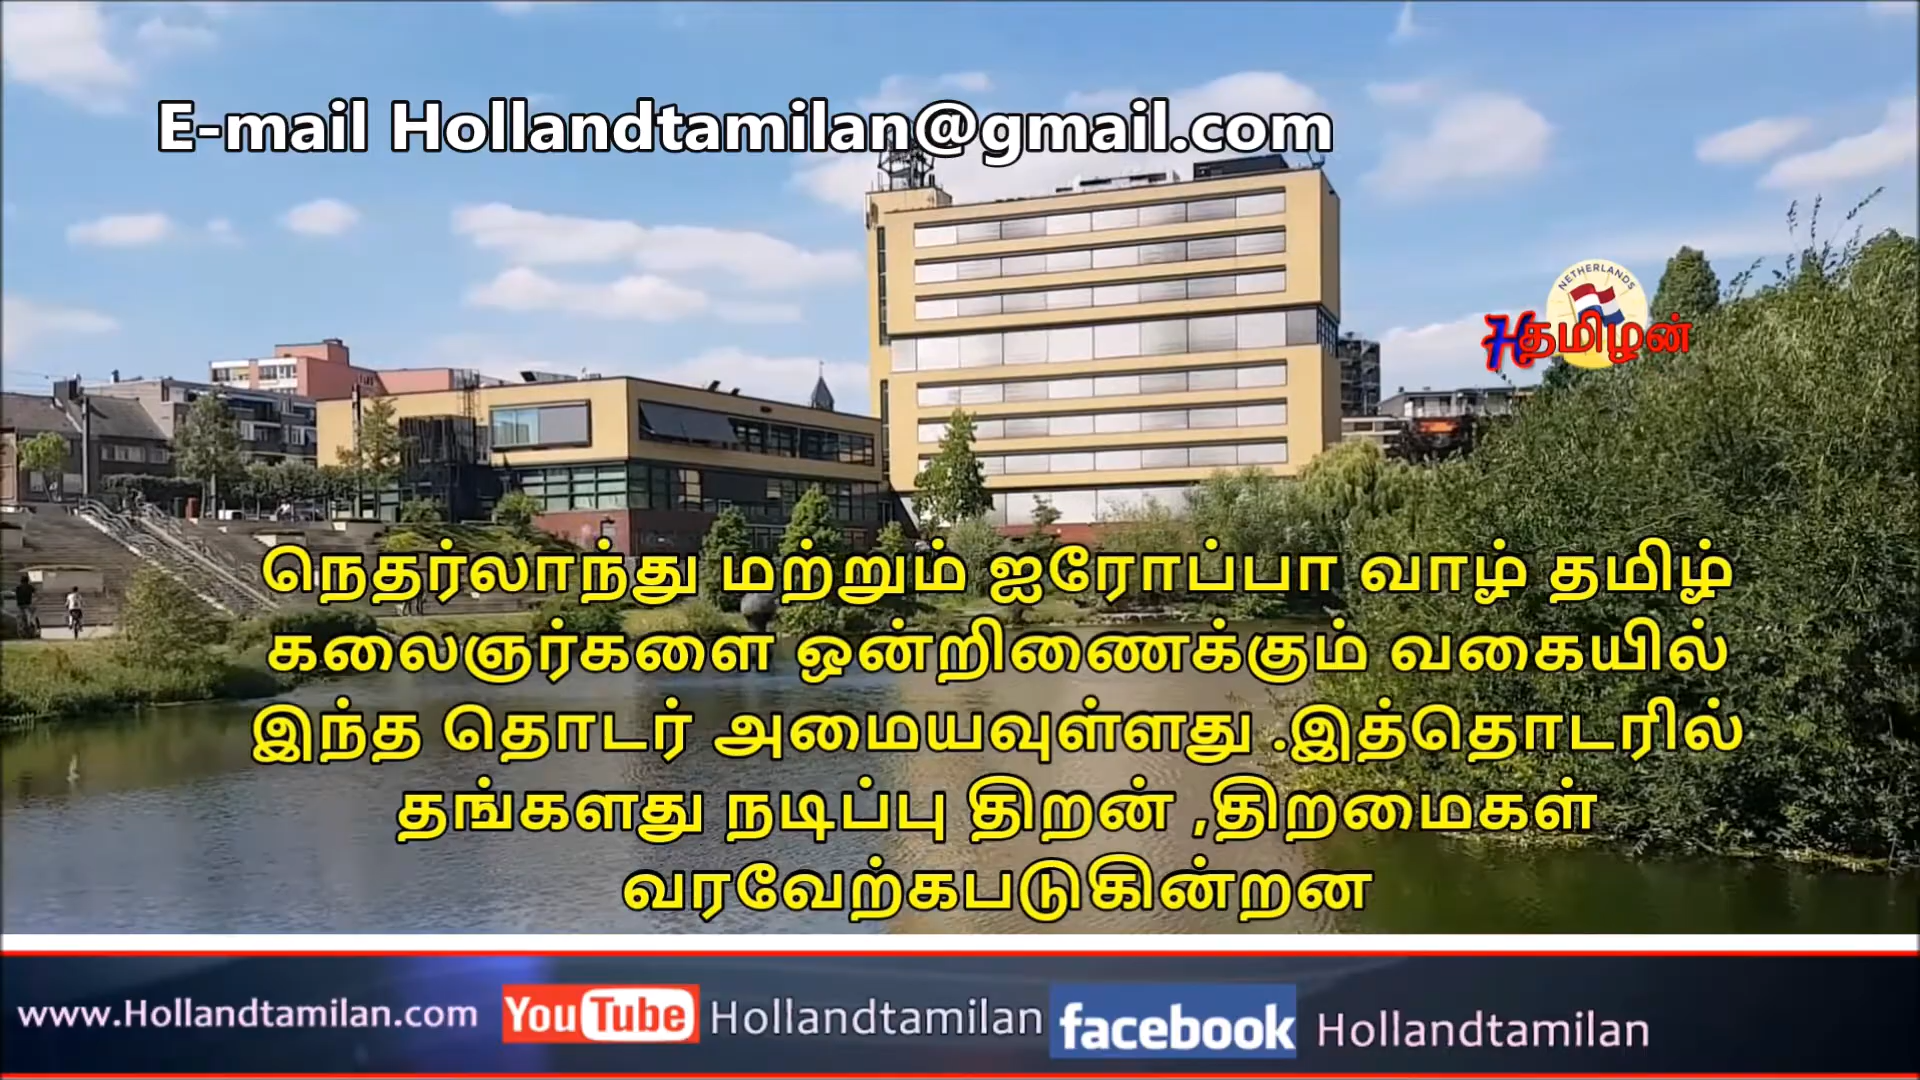 E-mail Hollandtamilan@gmail.com
NETHERLANDS
Hதமிழன்
நெதர்லாந்து மற்றும் ஐரோப்பா வாழ் தமிழ்
கலைஞர்களை ஒன்றிணைக்கும் வகையில்
இந்த தொடர் அமையவுள்ளது .இத்தொடரில்
தங்களது நடிப்பு திறன் ,திறமைகள்
வரவேற்கபடுகின்றன
www.Hollandtamilan.com YouTube Hollandtamilan facebook Hollandtamilan